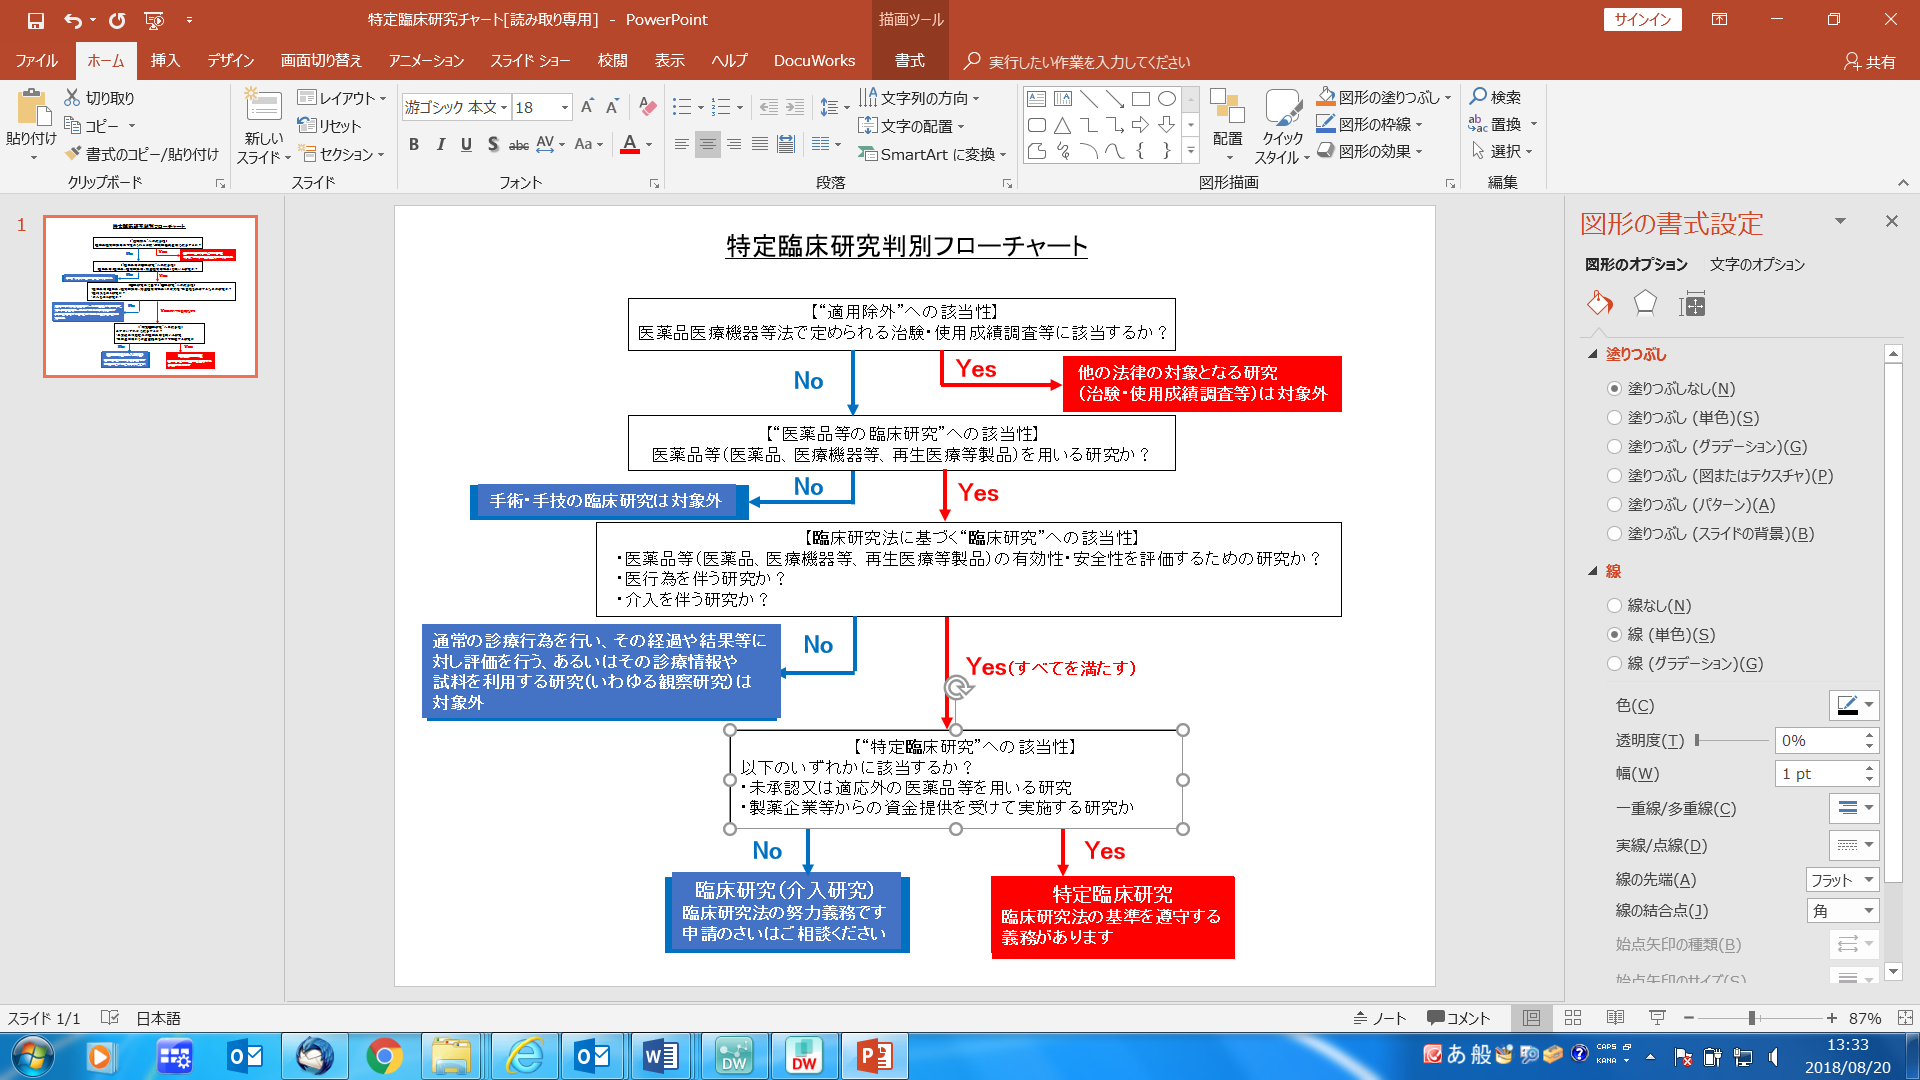 特定臨床研究チャート[読み取り専用] - PowerPoint
描画ツール
サインイン
ファイル ホーム 挿入 デザイン 画面切り替え アニメーション スライド ショー 校閲 表示 ヘルプ DocuWorks 書式 実行したい作業を入力してください 共有
貼り付け
切り取り
コピー
書式のコピー/貼り付け
クリップボード
新しい
スライド
レイアウト
リセット
セクション
スライド
游ゴシック 本文 18
B I U S abc AV Aa A
フォント
文字列の方向
文字の配置
SmartArt に変換
段落
配置
クイック
スタイル
図形の塗りつぶし
図形の枠線
図形の効果
図形描画
検索
置換
選択
編集
1
特定臨床研究判別フローチャート
【“適用除外”への該当性】
医薬品医療機器等法で定められる治験・使用成績調査等に該当するか？
No
Yes
他の法律の対象となる研究
（治験・使用成績調査等）は対象外
【“医薬品等の臨床研究”への該当性】
医薬品等（医薬品、医療機器等、再生医療等製品）を用いる研究か？
No
Yes
手術・手技の臨床研究は対象外
【臨床研究法に基づく“臨床研究”への該当性】
・医薬品等（医薬品、医療機器等、再生医療等製品）の有効性・安全性を評価するための研究か？
・医行為を伴う研究か？
・介入を伴う研究か？
通常の診療行為を行い、その経過や結果等に
対し評価を行う、あるいはその診療情報や
試料を利用する研究（いわゆる観察研究）は
対象外
No
Yes（すべてを満たす）
【“特定臨床研究”への該当性】
以下のいずれかに該当するか？
・未承認又は適応外の医薬品等を用いる研究
・製薬企業等からの資金提供を受けて実施する研究か
No
Yes
臨床研究（介入研究）
臨床研究法の努力義務です
申請のさいはご相談ください
特定臨床研究
臨床研究法の基準を遵守する
義務があります
図形の書式設定
図形のオプション 文字のオプション
塗りつぶし
塗りつぶしなし(N)
塗りつぶし (単色)(S)
塗りつぶし (グラデーション)(G)
塗りつぶし (図またはテクスチャ)(P)
塗りつぶし (パターン)(A)
塗りつぶし (スライドの背景)(B)
線
線なし(N)
線 (単色)(S)
線 (グラデーション)(G)
色(C)
透明度(T) 0%
幅(W) 1 pt
一重線/多重線(C)
実線/点線(D)
線の先端(A) フラット
線の結合点(J) 角
始点矢印の種類(B)
始点矢印のサイズ(S)
スライド 1/1 日本語
ノート コメント 87%
あ 般 CAPS
KANA
13:33
2018/08/20